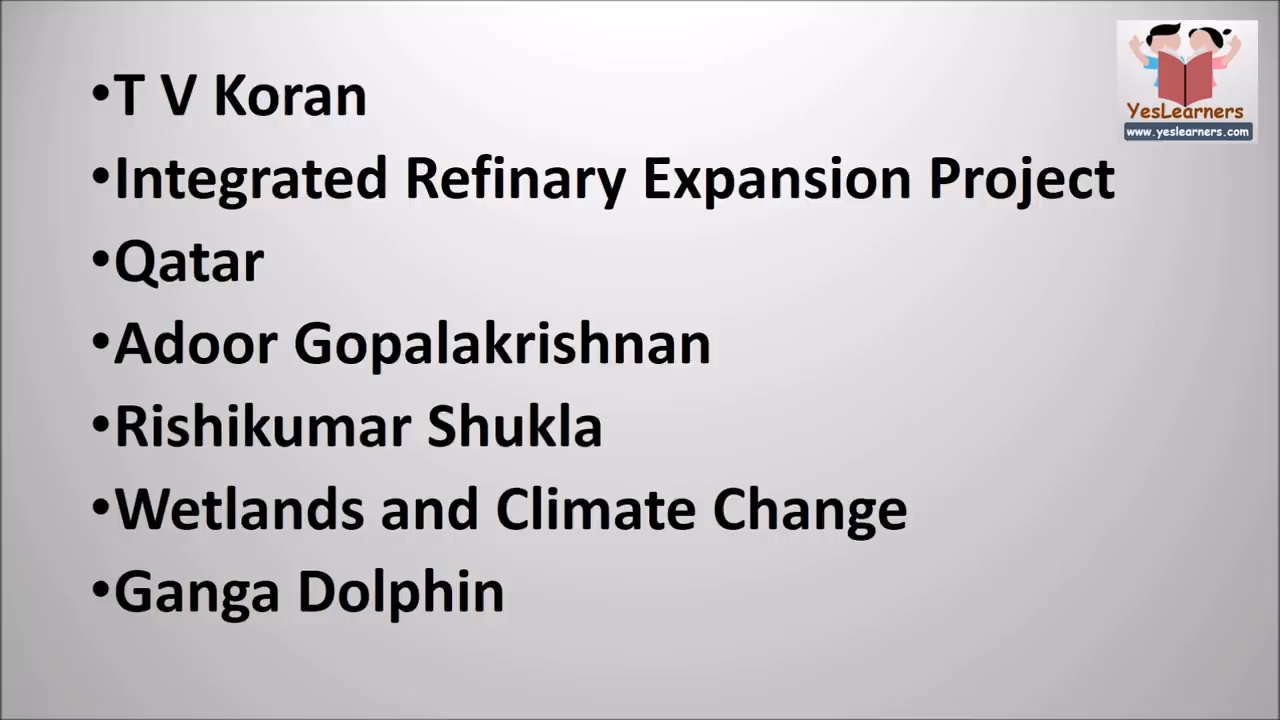 •T V Koran
•Integrated Refinary Expansion Project
•Qatar
•Adoor Gopalakrishnan
•Rishikumar Shukla
•Wetlands and Climate Change
•Ganga Dolphin
YesLearners
www.yeslearners.com